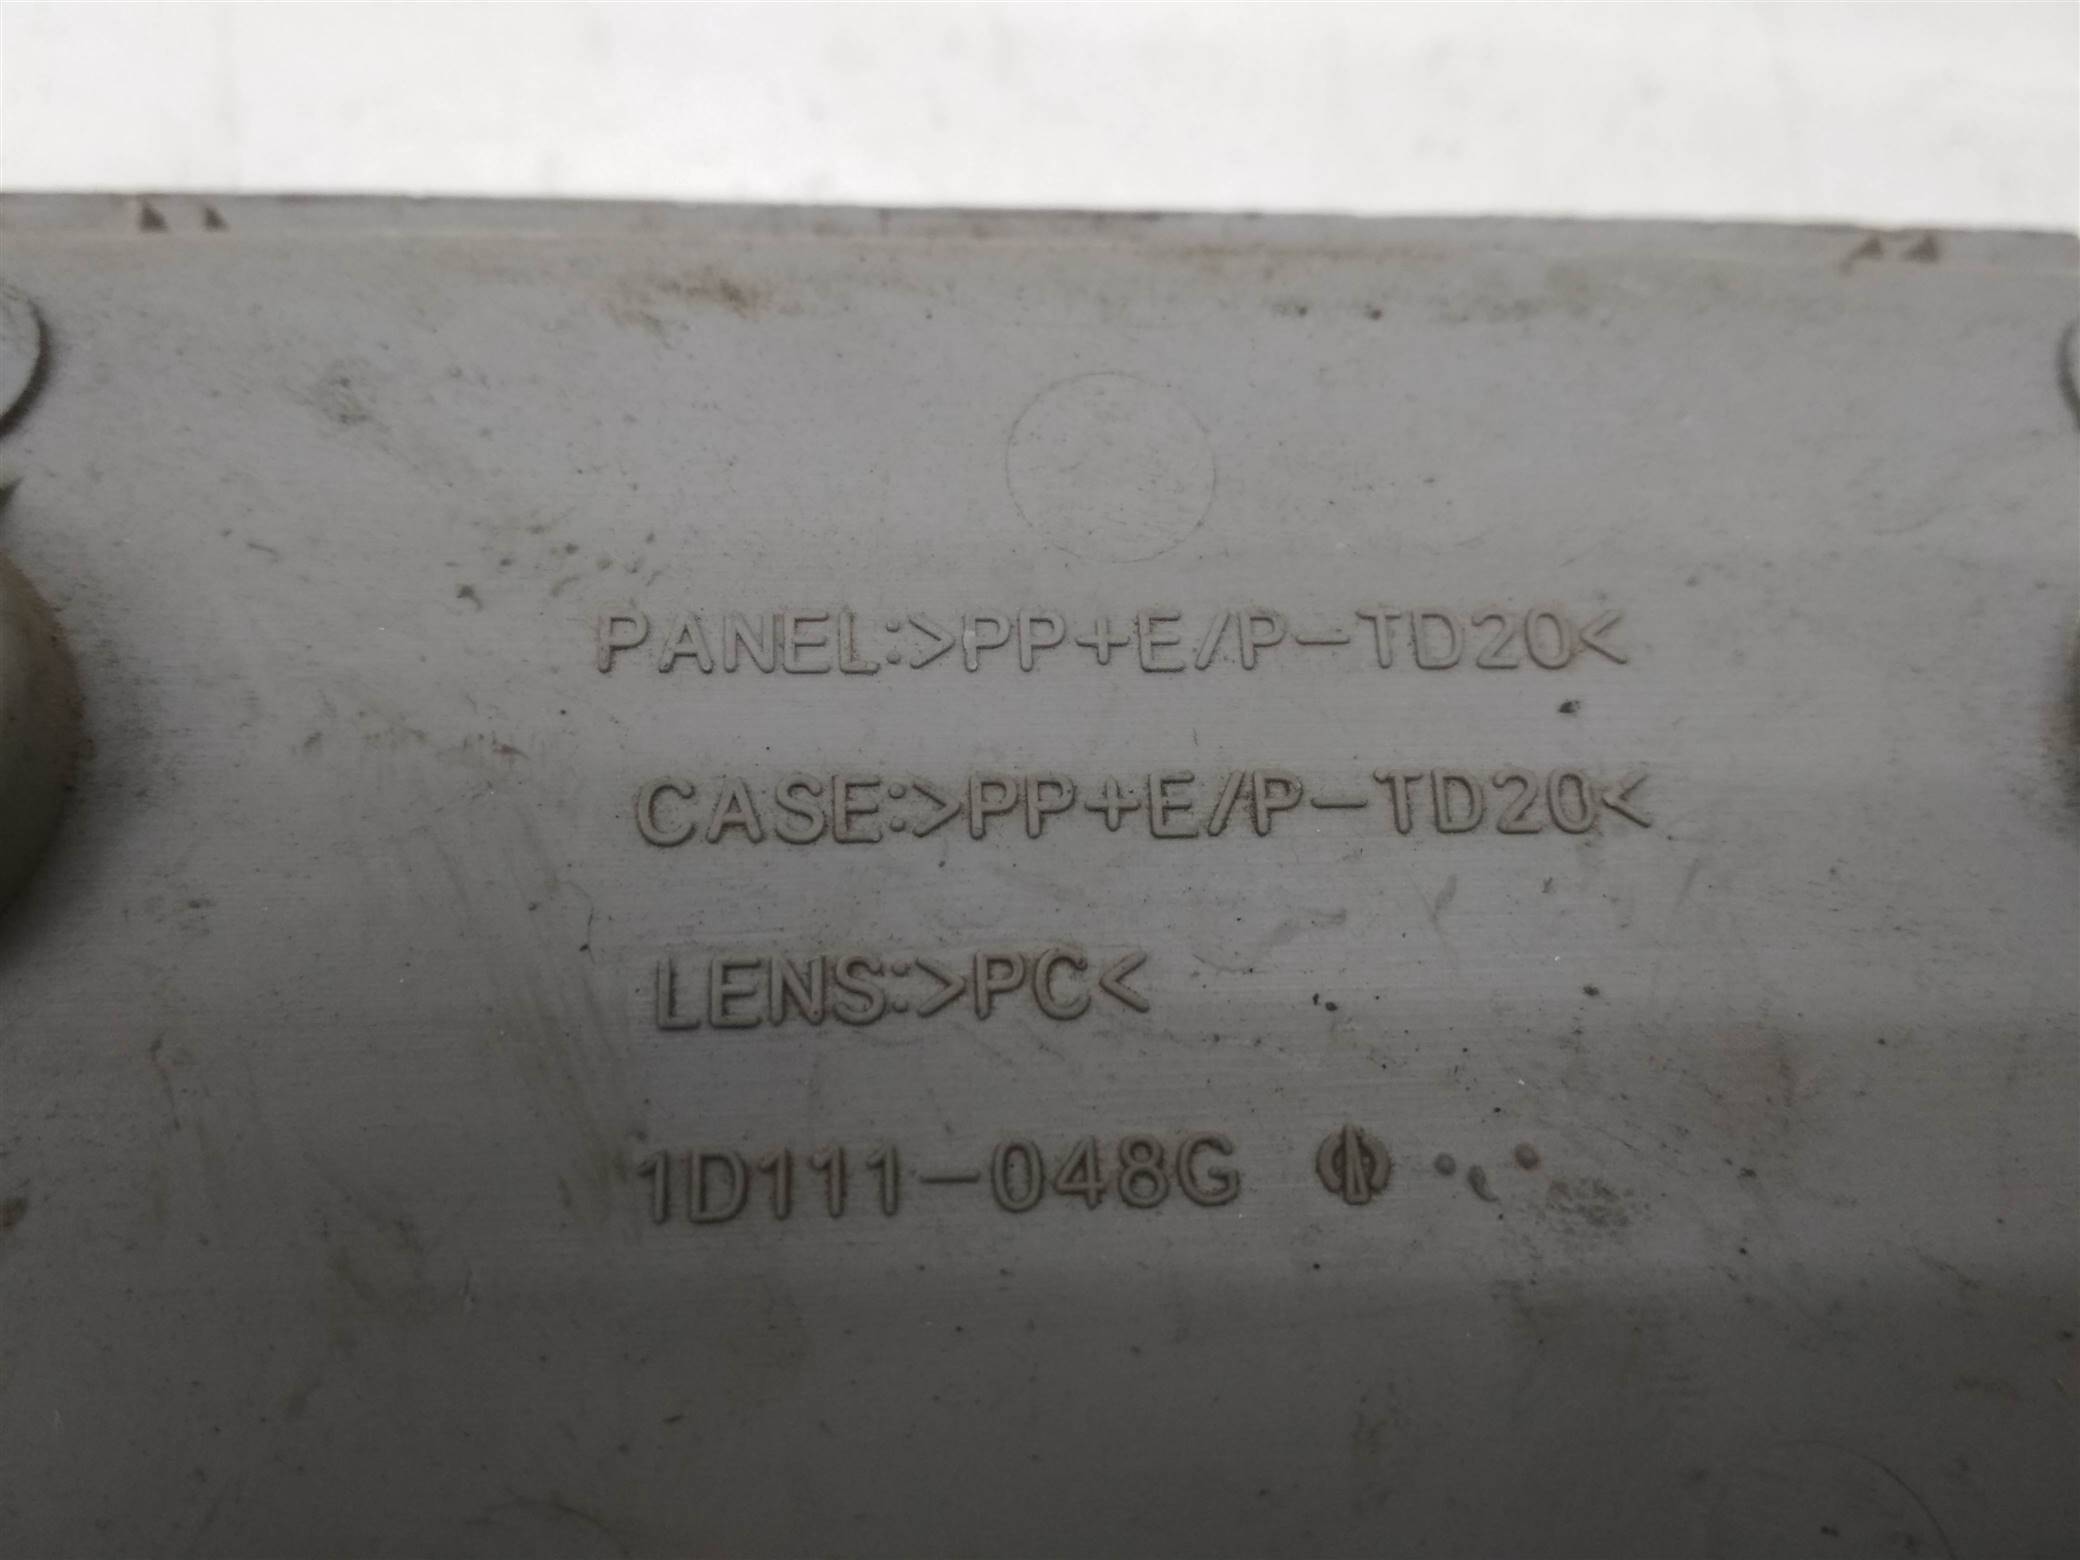 PANEL:>PP+E/P-TD20<
CASE:>PP+E/P-TD20<
LENS:>PC<
1D111-048G